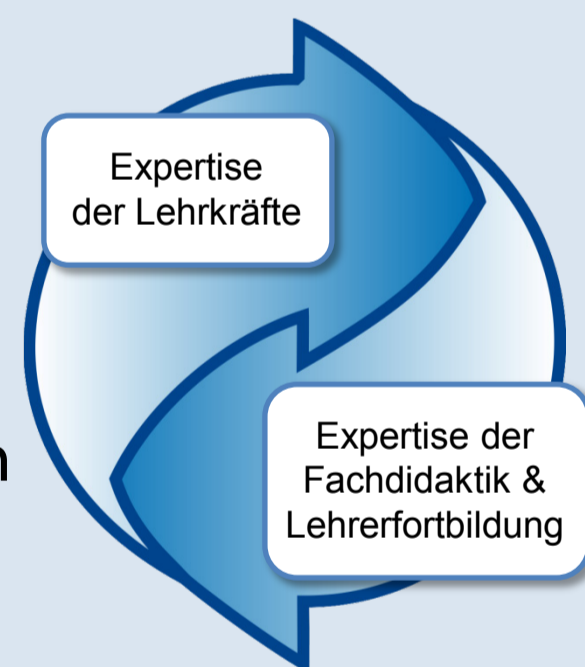 Expertise
der Lehrkräfte
n
Expertise der
Fachdidaktik &
Lehrerfortbildung